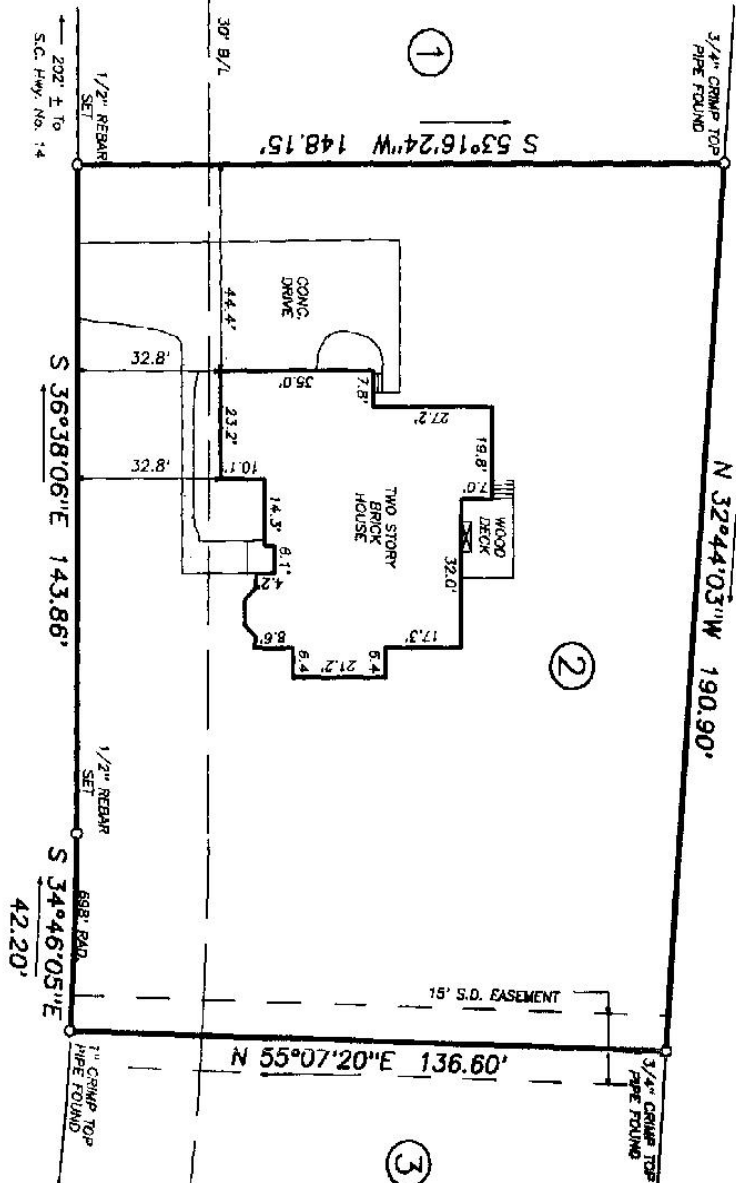 3/4" CRIMP TOP
PIPE FOUND
1
30' B/L
S 53°16'24"W 148.15'
1/2" REBAR
SET
202' ± To
S.C. Hwy. No. 14
CONC.
DRIVE
44.4'
32.8'
35.0'
7.8'
27.2'
19.8'
7.0'
23.2'
10.1'
32.8'
14.3'
4.2'
8.6'
6.4
21.2'
17.3'
32.0'
TWO STORY
BRICK
HOUSE
WOOD
DECK
N 32°44'03"W 190.90'
S 36°38'06"E 143.86'
2
1/2" REBAR
SET
698' RAD.
S 34°46'05"E
42.20'
15' S.D. EASEMENT
N 55°07'20"E 136.60'
1" CRIMP TOP
PIPE FOUND
3/4" CRIMP TOP
PIPE FOUND
3